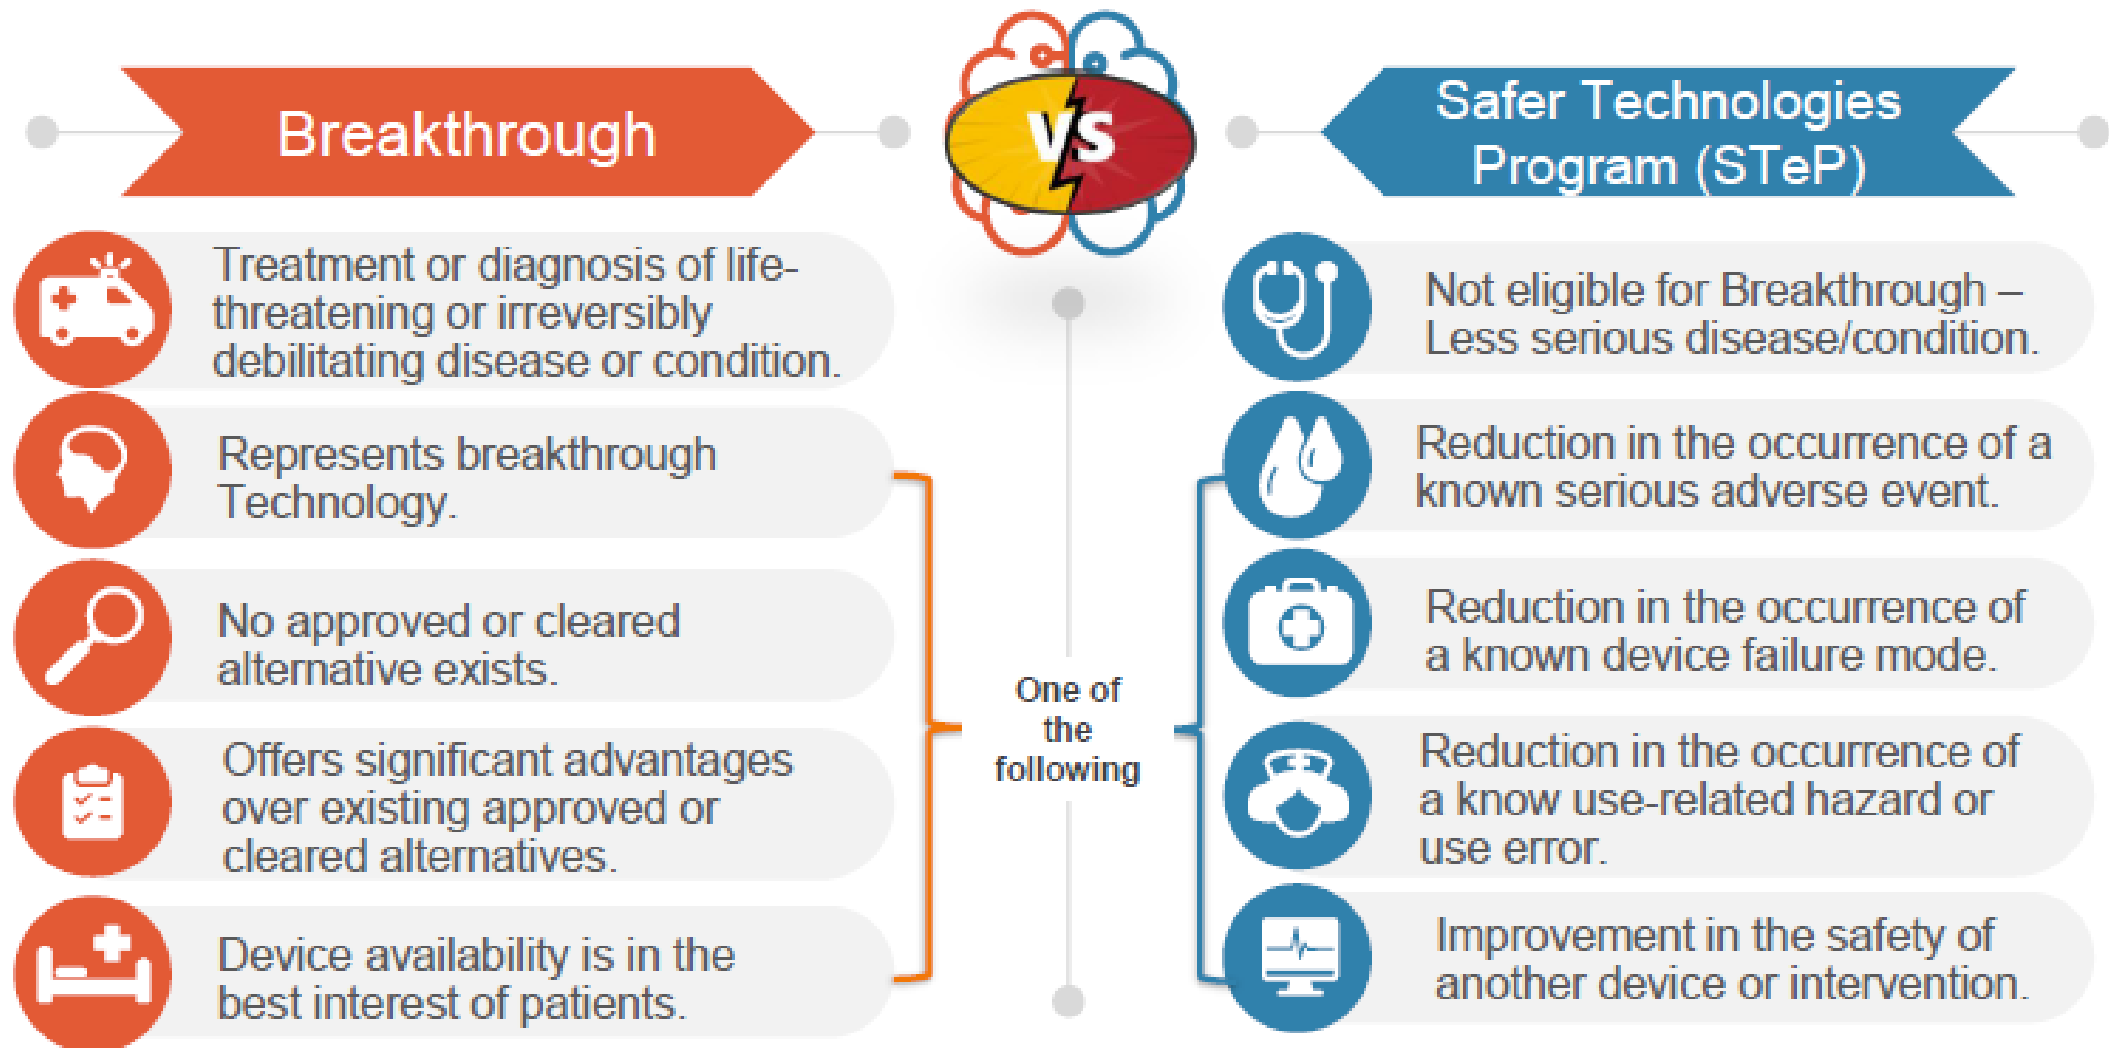 Breakthrough
VS
Safer Technologies
Program (STeP)
Treatment or diagnosis of life-
threatening or irreversibly
debilitating disease or condition.
Represents breakthrough
Technology.
No approved or cleared
alternative exists.
Offers significant advantages
over existing approved or
cleared alternatives.
Device availability is in the
best interest of patients.
One of
the
following
Not eligible for Breakthrough –
Less serious disease/condition.
Reduction in the occurrence of a
known serious adverse event.
Reduction in the occurrence of
a known device failure mode.
Reduction in the occurrence of
a know use-related hazard or
use error.
Improvement in the safety of
another device or intervention.